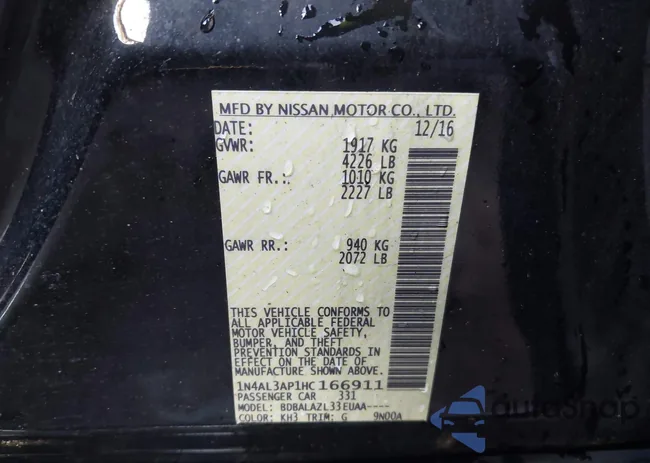 MFD BY NISSAN MOTOR CO., LTD.
DATE: 12/16
GVWR: 1917 KG
4226 LB
GAWR FR.: 1010 KG
2227 LB
GAWR RR.: 940 KG
2072 LB
THIS VEHICLE CONFORMS TO
ALL APPLICABLE FEDERAL
MOTOR VEHICLE SAFETY,
BUMPER, AND THEFT
PREVENTION STANDARDS IN
EFFECT ON THE DATE OF
MANUFACTURE SHOWN ABOVE.
1N4AL3AP1HC166911
PASSENGER CAR 331
MODEL: BDBALAZL33EUAA----
COLOR: KH3 TRIM: G 9N00A
autoShop